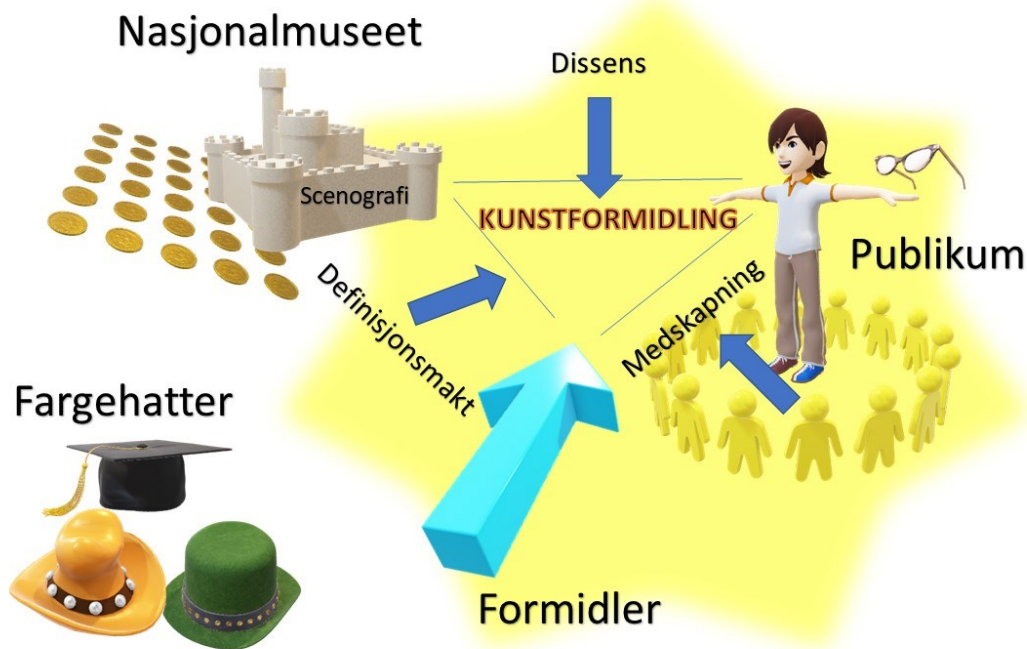 Nasjonalmuseet
Dissens
Scenografi
KUNSTFORMIDLING
Publikum
Definisjonsmakt
Medskapning
Fargehatter
Formidler